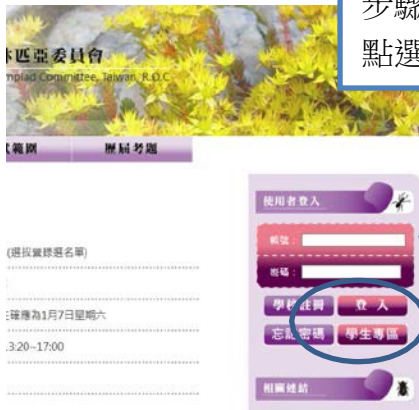 步驟
點選
木匹亞委員會
mpiad Committee, Taiwan, R.O.C
試範圍
歷屆考題
使用者登入
帳號：
密碼：
學校註冊 登 入
忘記密碼 學生專區
(選拔營錄選名單)
正確應為1月7日星期六
13:20~17:00
相關連結